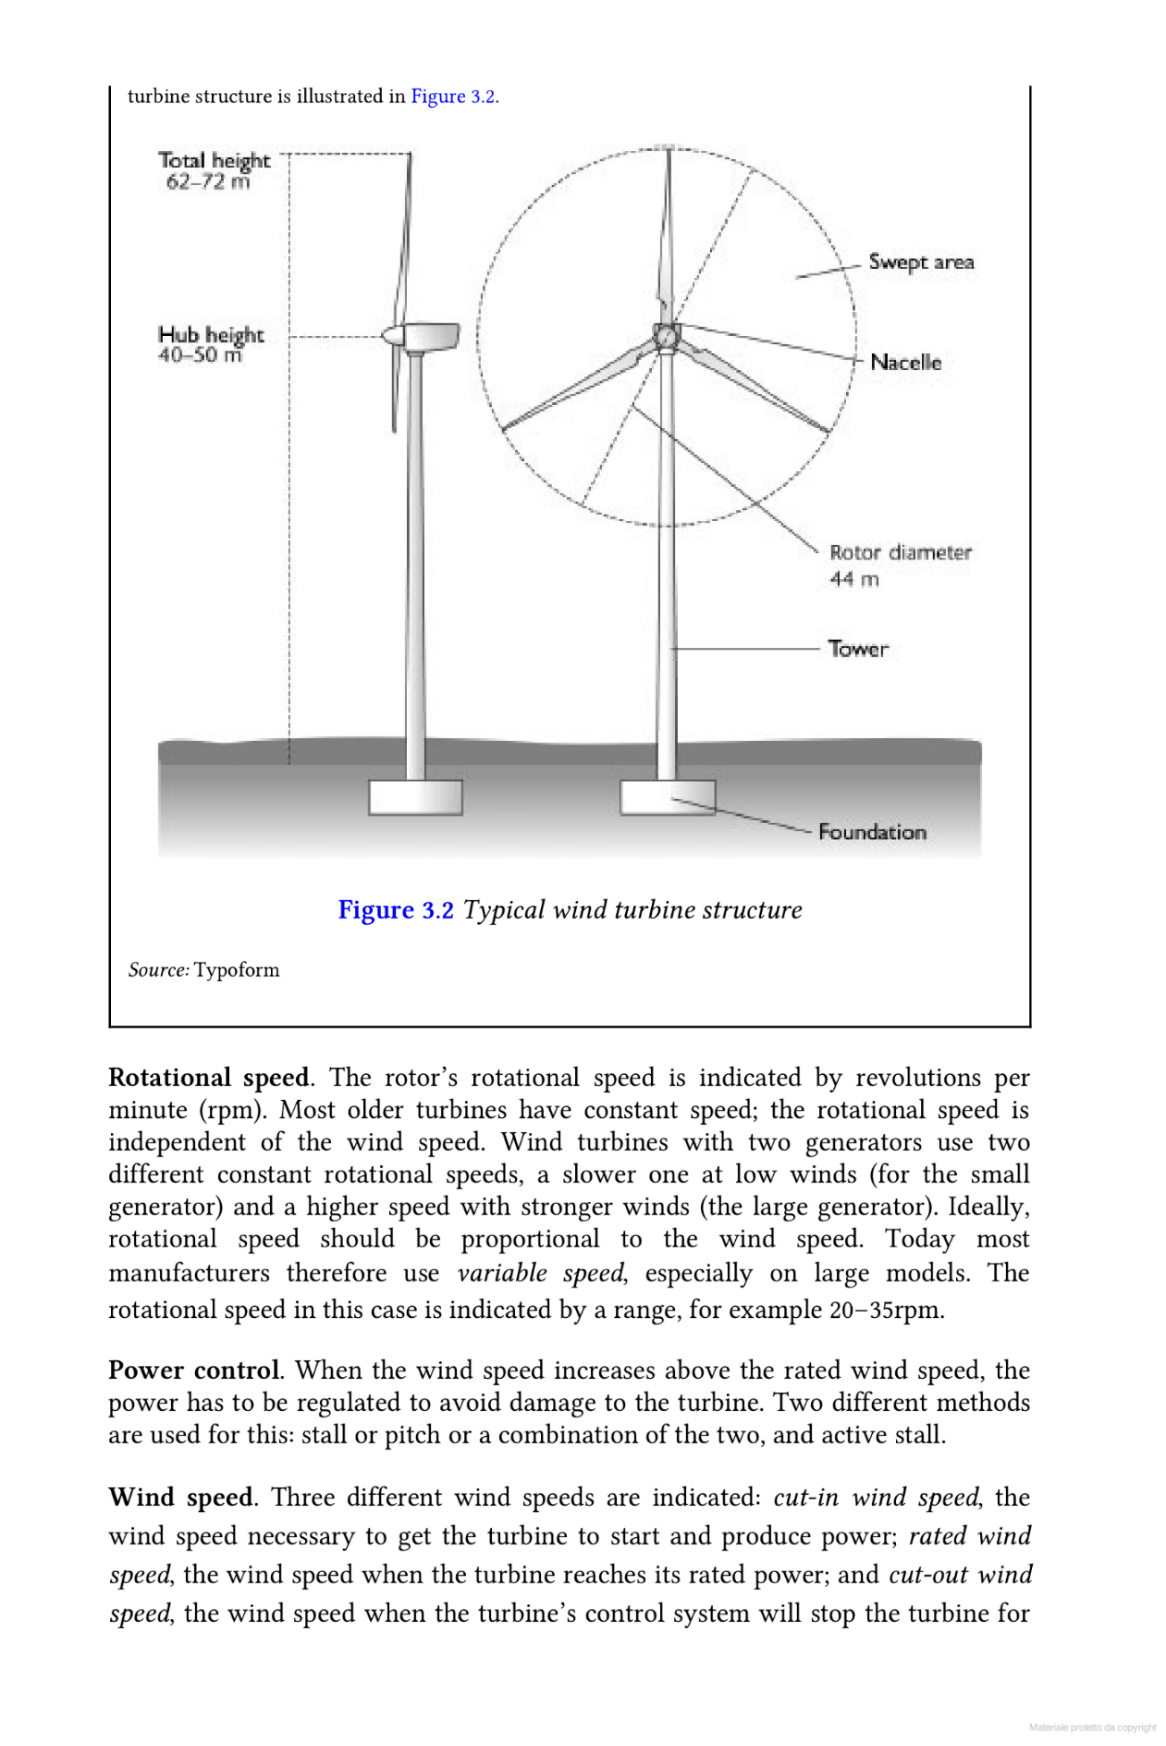 turbine structure is illustrated in Figure 3.2.
Total height
62–72 m
Swept area
Hub height
40–50 m
Nacelle
Rotor diameter
44 m
Tower
Foundation
Figure 3.2 Typical wind turbine structure
Source: Typoform
Rotational speed. The rotor’s rotational speed is indicated by revolutions per
minute (rpm). Most older turbines have constant speed; the rotational speed is
independent of the wind speed. Wind turbines with two generators use two
different constant rotational speeds, a slower one at low winds (for the small
generator) and a higher speed with stronger winds (the large generator). Ideally,
rotational speed should be proportional to the wind speed. Today most
manufacturers therefore use variable speed, especially on large models. The
rotational speed in this case is indicated by a range, for example 20–35rpm.
Power control. When the wind speed increases above the rated wind speed, the
power has to be regulated to avoid damage to the turbine. Two different methods
are used for this: stall or pitch or a combination of the two, and active stall.
Wind speed. Three different wind speeds are indicated: cut-in wind speed, the
wind speed necessary to get the turbine to start and produce power; rated wind
speed, the wind speed when the turbine reaches its rated power; and cut-out wind
speed, the wind speed when the turbine’s control system will stop the turbine for
Materiale protetto da copyright